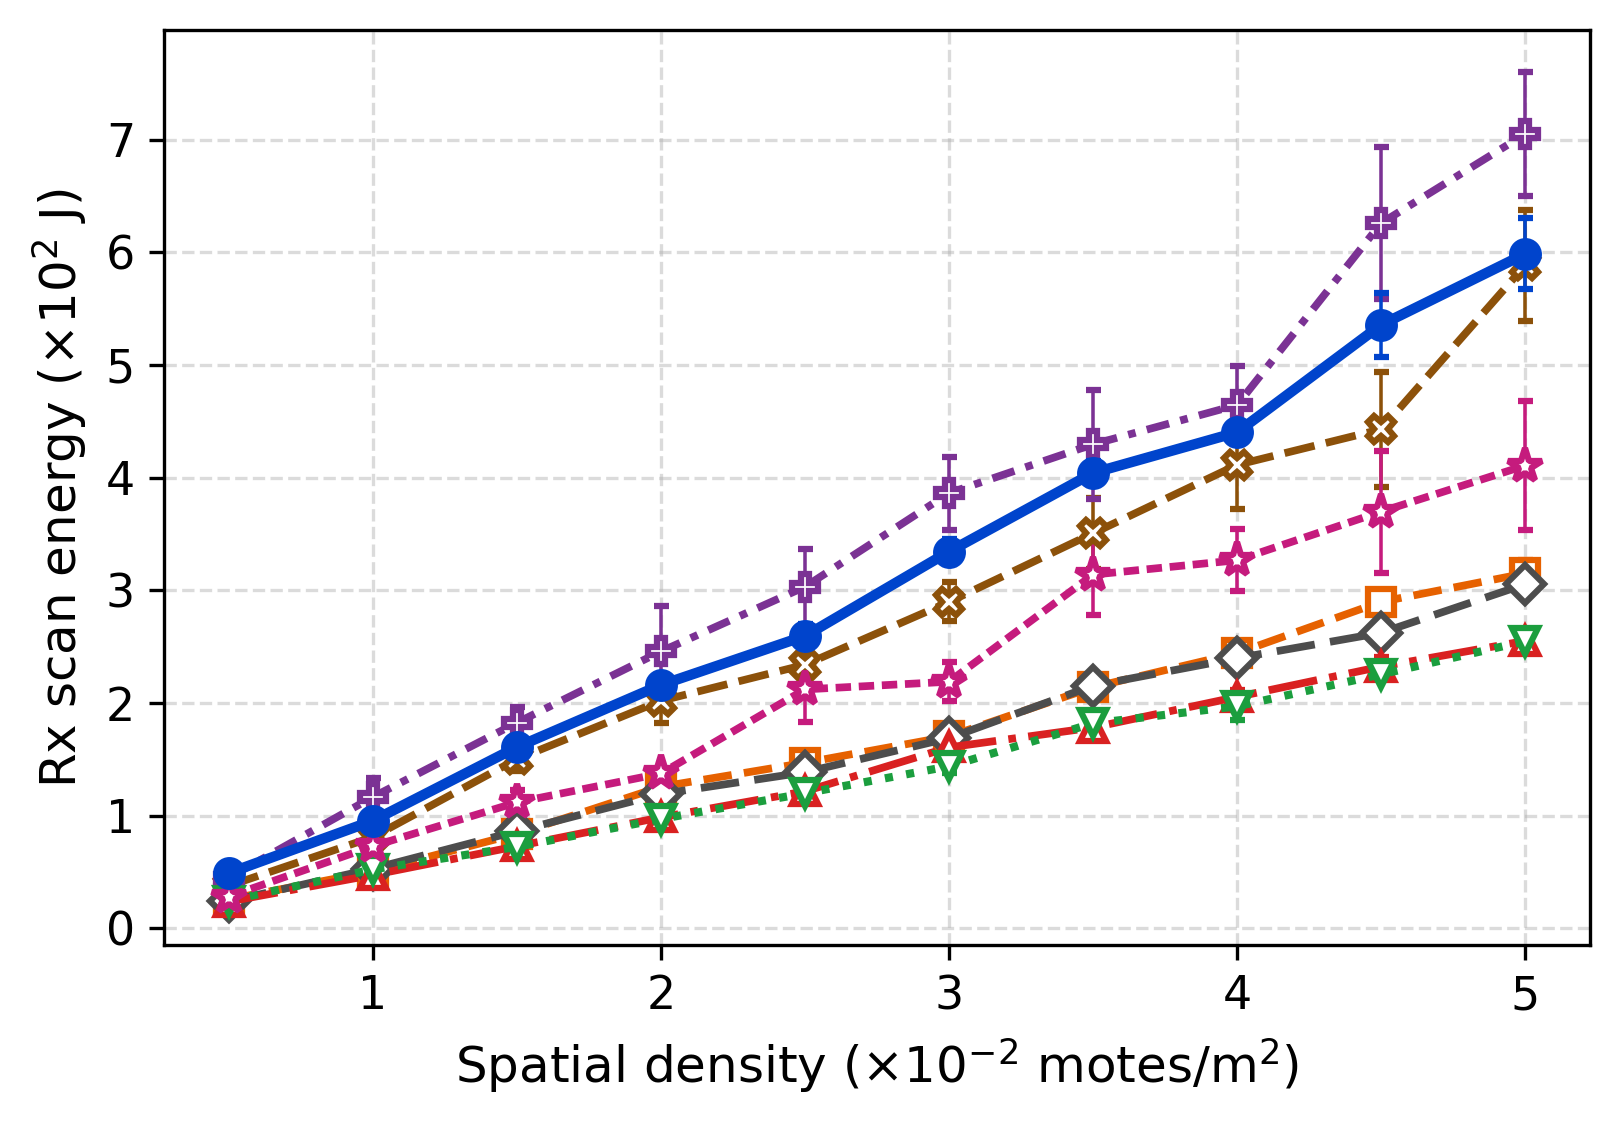 7
6
5
4
3
2
1
0
Rx scan energy (×10² J)
1 2 3 4 5
Spatial density (×10⁻² motes/m²)